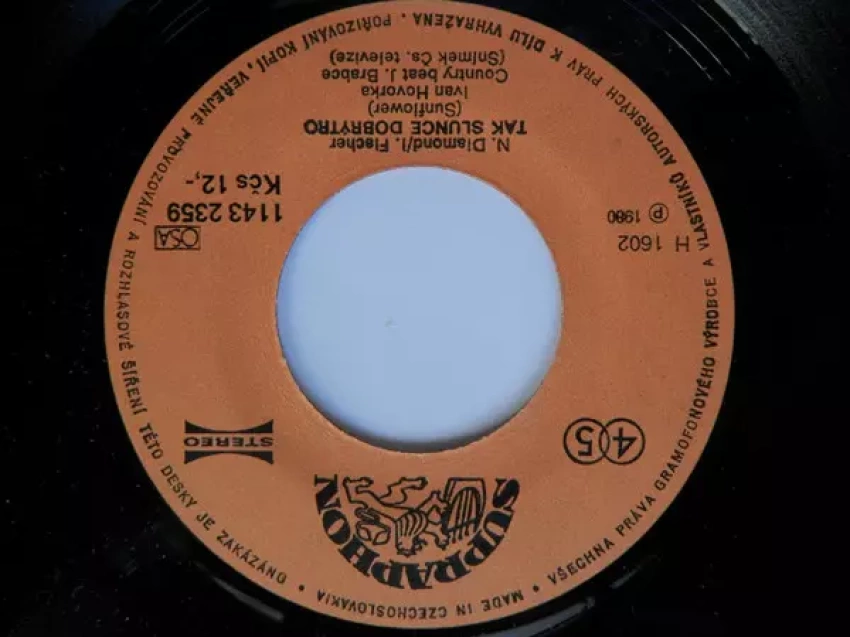 SUPRAPHON
45
STEREO
H 1602
Ⓟ 1980
OSA
1143 2359
Kčs 12,-
N. Diamond/I. Fischer
TAK SLUNCE DOBRÝTRO
(Sunflower)
Ivan Hovorka
Country beat J. Brabce
(Snímek Čs. televize)
MADE IN CZECHOSLOVAKIA • VŠECHNA PRÁVA GRAMOFONOVÉHO VÝROBCE A VLASTNÍKŮ AUTORSKÝCH PRÁV K DÍLU VYHRAŽENA. POŘIZOVÁNÍ KOPIÍ, VEŘEJNÉ PROVOZOVÁNÍ A ROZHLASOVÉ ŠÍŘENÍ TÉTO DESKY JE ZAKÁZÁNO •